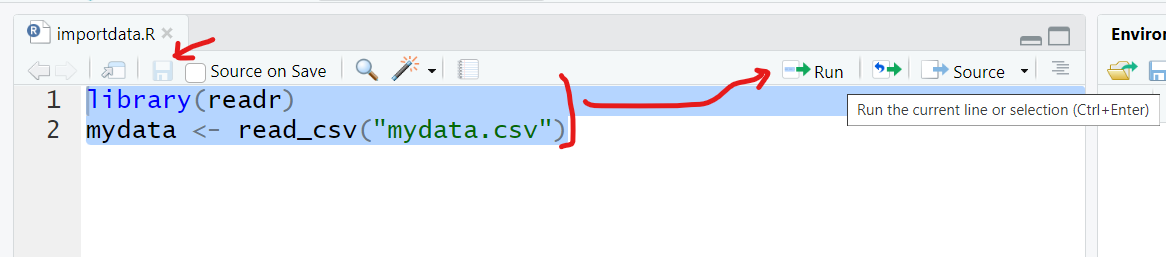 importdata.R
Source on Save
Run
Source
1 library(readr)
2 mydata <- read_csv("mydata.csv")
Run the current line or selection (Ctrl+Enter)